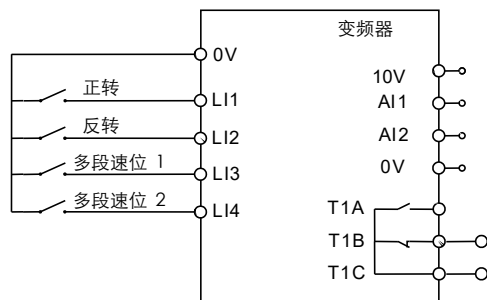 变频器
0V
正转
LI1
反转
LI2
多段速位 1
LI3
多段速位 2
LI4
10V
AI1
AI2
0V
T1A
T1B
T1C